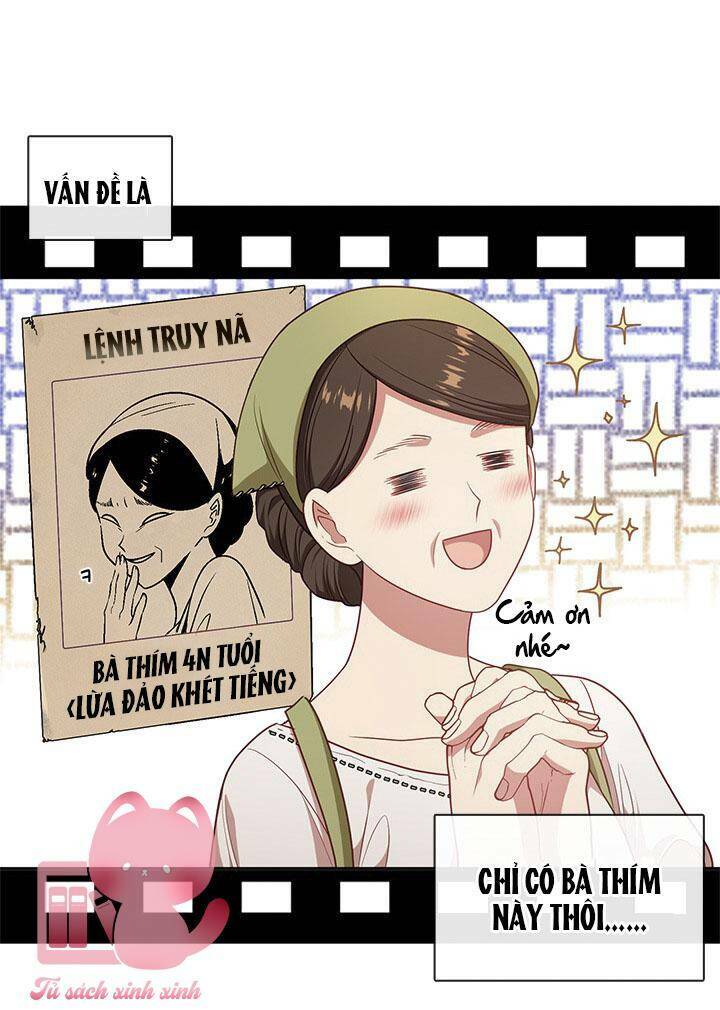 VẤN ĐỀ LÀ
LỆNH TRUY NÃ
BÀ THÍM 4N TUỔI
<LỪA ĐẢO KHÉT TIẾNG>
Cảm ơn
nhé~
CHỈ CÓ BÀ THÍM
NÀY THÔI......
Tủ sách xinh xinh